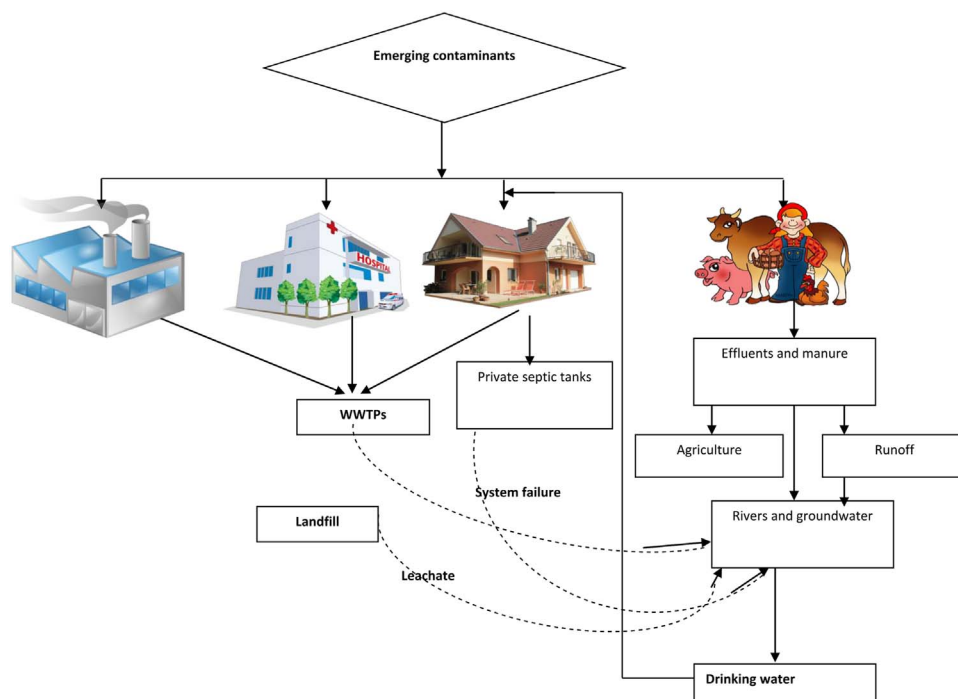 Emerging contaminants
HOSPITAL
Effluents and manure
Private septic tanks
WWTPs
Agriculture
Runoff
System failure
Rivers and groundwater
Landfill
Leachate
Drinking water